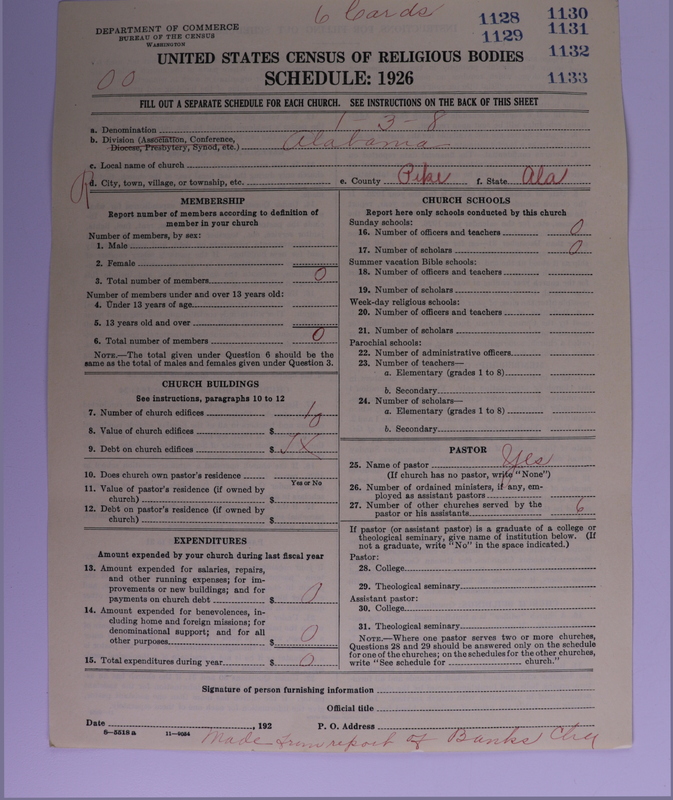 6 Cards
1128 1130
1129 1131
1132
1133
DEPARTMENT OF COMMERCE
BUREAU OF THE CENSUS
WASHINGTON
UNITED STATES CENSUS OF RELIGIOUS BODIES
SCHEDULE: 1926
00
FILL OUT A SEPARATE SCHEDULE FOR EACH CHURCH. SEE INSTRUCTIONS ON THE BACK OF THIS SHEET
a. Denomination 1-3-8
b. Division (Association, Conference,
Diocese, Presbytery, Synod, etc.) Alabama
c. Local name of church
d. City, town, village, or township, etc. e. County Pike f. State Ala
MEMBERSHIP
Report number of members according to definition of
member in your church
Number of members, by sex:
1. Male
2. Female
3. Total number of members 0
Number of members under and over 13 years old:
4. Under 13 years of age
5. 13 years old and over
6. Total number of members 0
NOTE.—The total given under Question 6 should be the
same as the total of males and females given under Question 3.
CHURCH BUILDINGS
See instructions, paragraphs 10 to 12
7. Number of church edifices 1
8. Value of church edifices $ 0
9. Debt on church edifices $ 1X
10. Does church own pastor's residence
Yes or No
11. Value of pastor's residence (if owned by
church) $
12. Debt on pastor's residence (if owned by
church) $
EXPENDITURES
Amount expended by your church during last fiscal year
13. Amount expended for salaries, repairs,
and other running expenses; for im-
provements or new buildings; and for
payments on church debt $ 0
14. Amount expended for benevolences, in-
cluding home and foreign missions; for
denominational support; and for all
other purposes $ 0
15. Total expenditures during year $ 0
CHURCH SCHOOLS
Report here only schools conducted by this church
Sunday schools:
16. Number of officers and teachers 0
17. Number of scholars 0
Summer vacation Bible schools:
18. Number of officers and teachers
19. Number of scholars
Week-day religious schools:
20. Number of officers and teachers
21. Number of scholars
Parochial schools:
22. Number of administrative officers
23. Number of teachers—
a. Elementary (grades 1 to 8)
b. Secondary
24. Number of scholars—
a. Elementary (grades 1 to 8)
b. Secondary
PASTOR
25. Name of pastor Yes
(If church has no pastor, write "None")
26. Number of ordained ministers, if any, em-
ployed as assistant pastors
27. Number of other churches served by the
pastor or his assistants 6
If pastor (or assistant pastor) is a graduate of a college or
theological seminary, give name of institution below. (If
not a graduate, write "No" in the space indicated.)
Pastor:
28. College
29. Theological seminary
Assistant pastor:
30. College
31. Theological seminary
NOTE.—Where one pastor serves two or more churches,
Questions 28 and 29 should be answered only on the schedule
for one of the churches; on the schedules for the other churches,
write "See schedule for church."
Signature of person furnishing information
Official title
Date , 192 P. O. Address
8—5518 a 11—9034
Made from report of Banks Chu